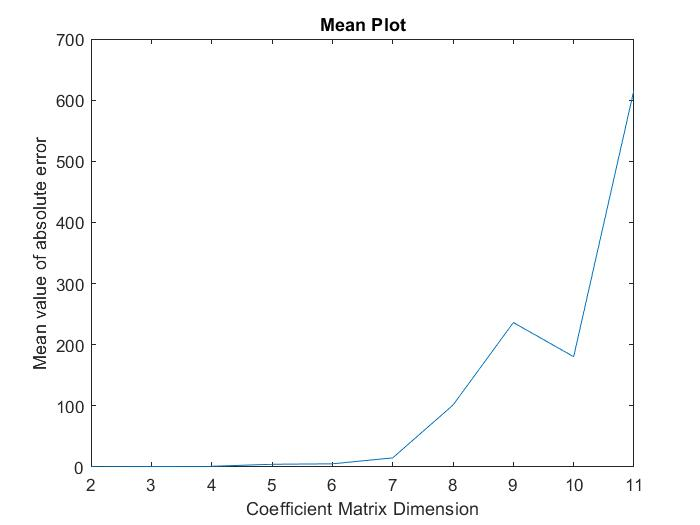 Mean Plot
700
600
500
400
300
200
100
0
Mean value of absolute error
2 3 4 5 6 7 8 9 10 11
Coefficient Matrix Dimension